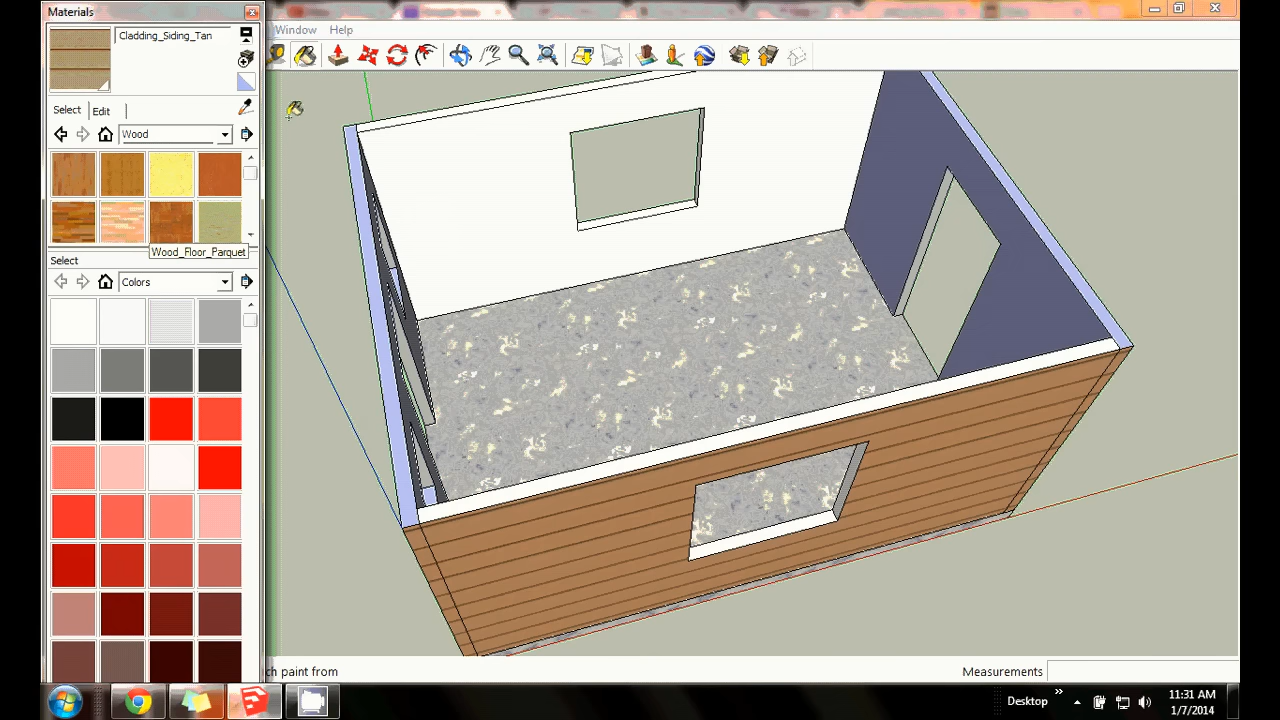 Materials
Cladding_Siding_Tan
Window Help
Select Edit
Wood
Wood_Floor_Parquet
Select
Colors
ch paint from
Measurements
Desktop
11:31 AM
1/7/2014